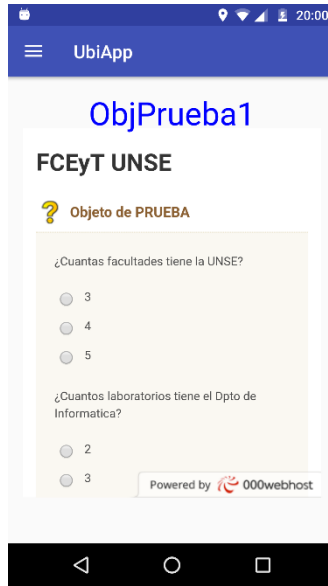 20:00
UbiApp
ObjPrueba1
FCEyT UNSE
Objeto de PRUEBA
¿Cuantas facultades tiene la UNSE?
3
4
5
¿Cuantos laboratorios tiene el Dpto de
Informatica?
2
3
Powered by 000webhost